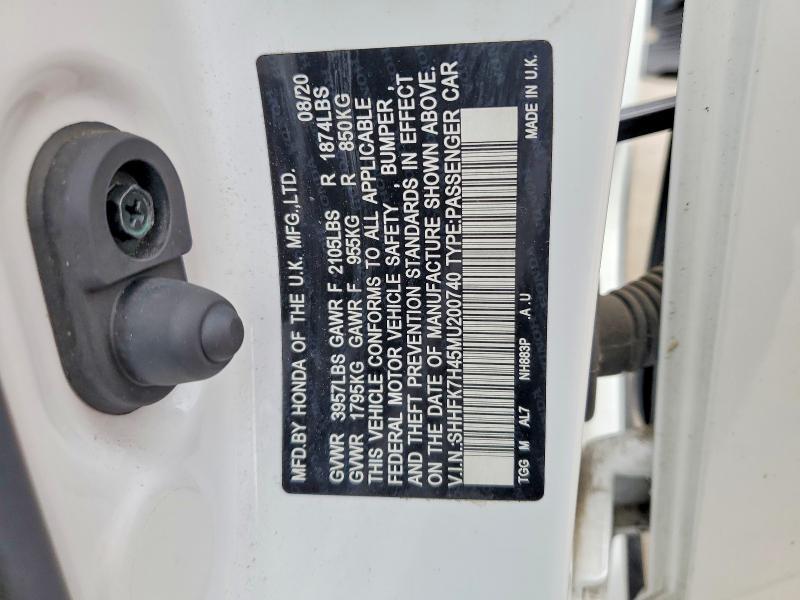 MFD.BY HONDA OF THE U.K. MFG.,LTD. 08/20
GVWR 3957LBS GAWR F 2105LBS R 1874LBS
GVWR 1795KG GAWR F 955KG R 850KG
THIS VEHICLE CONFORMS TO ALL APPLICABLE
FEDERAL MOTOR VEHICLE SAFETY , BUMPER ,
AND THEFT PREVENTION STANDARDS IN EFFECT
ON THE DATE OF MANUFACTURE SHOWN ABOVE.
V.I.N.:SHHFK7H45MU200740 TYPE:PASSENGER CAR
TGG M AL7 NH883P A .U MADE IN U.K.